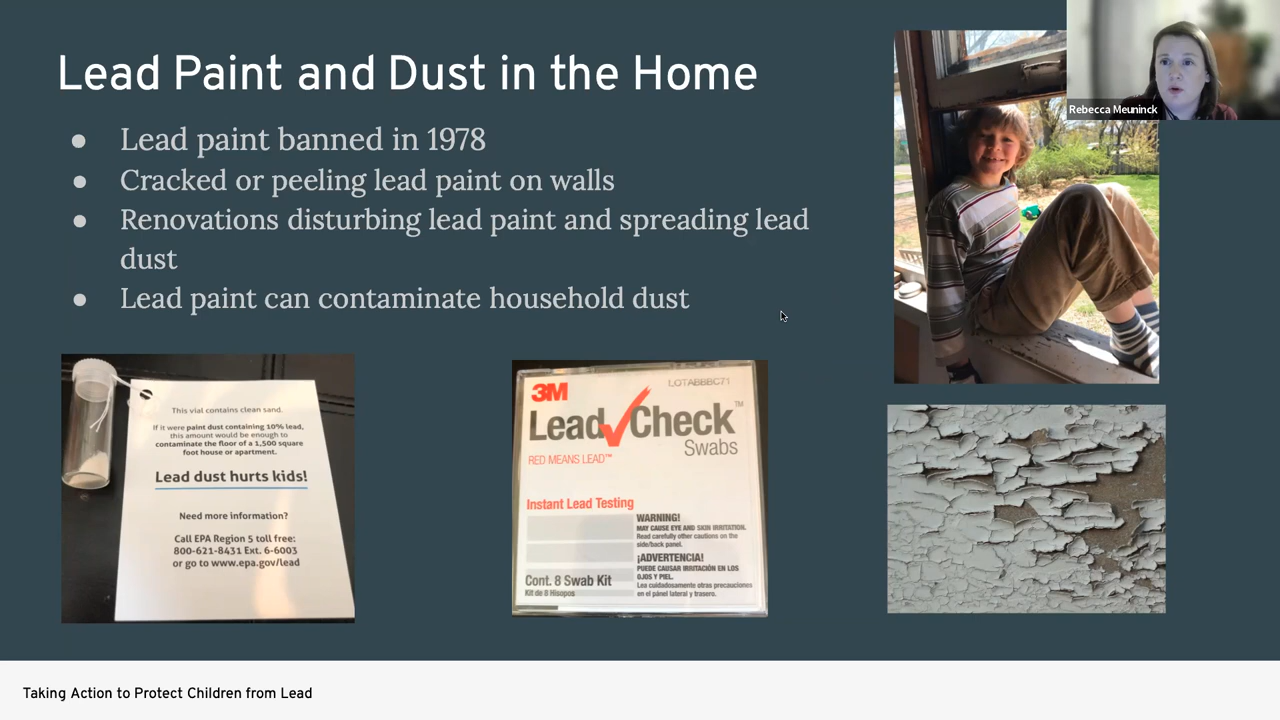 Lead Paint and Dust in the Home
Rebecca Meuninck
● Lead paint banned in 1978
● Cracked or peeling lead paint on walls
● Renovations disturbing lead paint and spreading lead
dust
● Lead paint can contaminate household dust
This vial contains clean sand.
If it were paint dust containing 10% lead,
this amount would be enough to
contaminate the floor of a 1,500 square
foot house or apartment.
Lead dust hurts kids!
Need more information?
Call EPA Region 5 toll free:
800-621-8431 Ext. 6-6003
or go to www.epa.gov/lead
3M
LOTABBBC71
Lead Check™
Swabs
RED MEANS LEAD™
Instant Lead Testing
WARNING!
MAY CAUSE EYE AND SKIN IRRITATION.
Read carefully other cautions on the
side/back panel.
¡ADVERTENCIA!
PUEDE CAUSAR IRRITACIÓN EN LOS
OJOS Y PIEL.
Lea cuidadosamente otras precauciones
en el pánel lateral y trasero.
Cont. 8 Swab Kit
Kit de 8 Hisopos
Taking Action to Protect Children from Lead